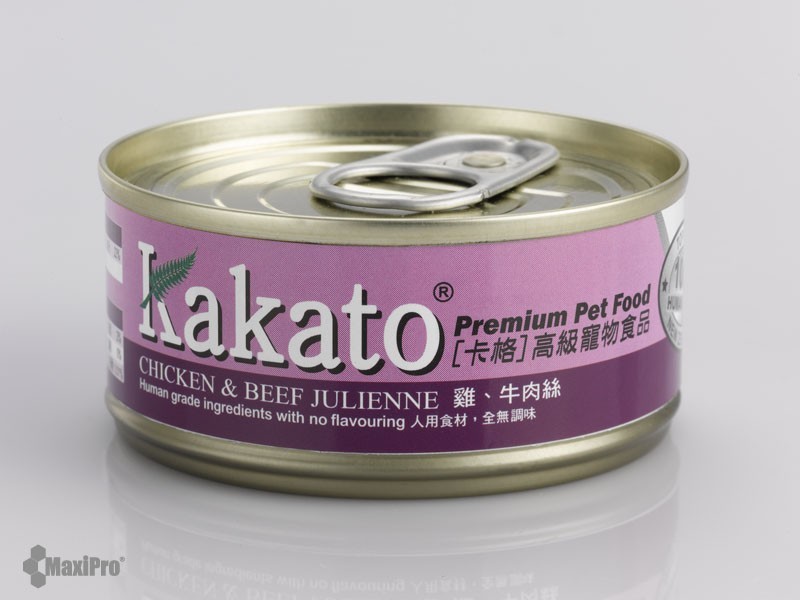 Kakato®
Premium Pet Food
[卡格]高級寵物食品
CHICKEN & BEEF JULIENNE 雞、牛肉絲
Human grade ingredients with no flavouring 人用食材，全無調味
MaxiPro®